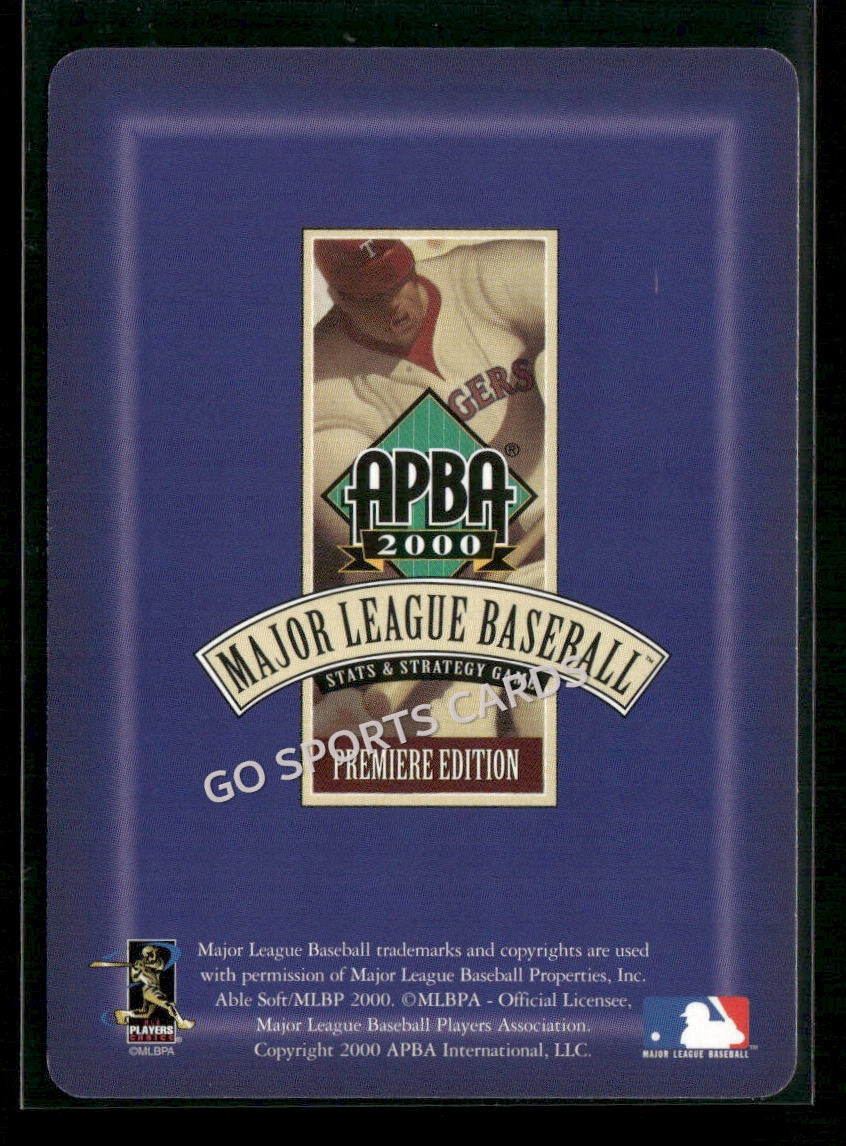 T
GERS
APBA®
2000
MAJOR LEAGUE BASEBALL™
STATS & STRATEGY GAME
GO SPORTS CARDS
PREMIERE EDITION
Major League Baseball trademarks and copyrights are used
with permission of Major League Baseball Properties, Inc.
Able Soft/MLBP 2000. ©MLBPA - Official Licensee,
Major League Baseball Players Association.
Copyright 2000 APBA International, LLC.
PLAYERS
CHOICE®
©MLBPA
MAJOR LEAGUE BASEBALL™